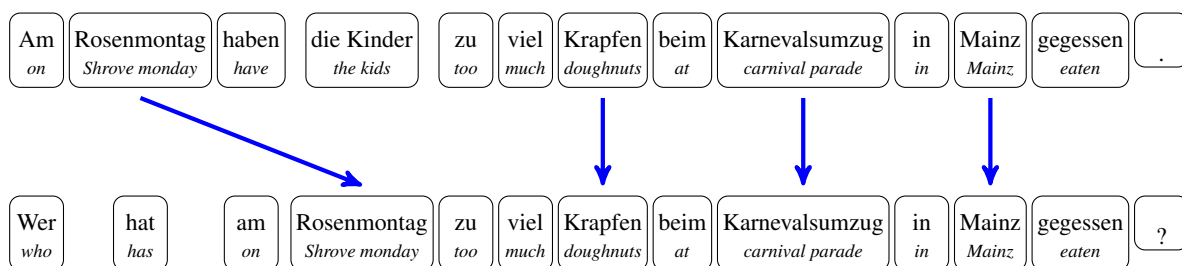 Am Rosenmontag haben die Kinder zu viel Krapfen beim Karnevalsumzug in Mainz gegessen .
on Shrove monday have the kids too much doughnuts at carnival parade in Mainz eaten
Wer hat am Rosenmontag zu viel Krapfen beim Karnevalsumzug in Mainz gegessen ?
who has on Shrove monday too much doughnuts at carnival parade in Mainz eaten